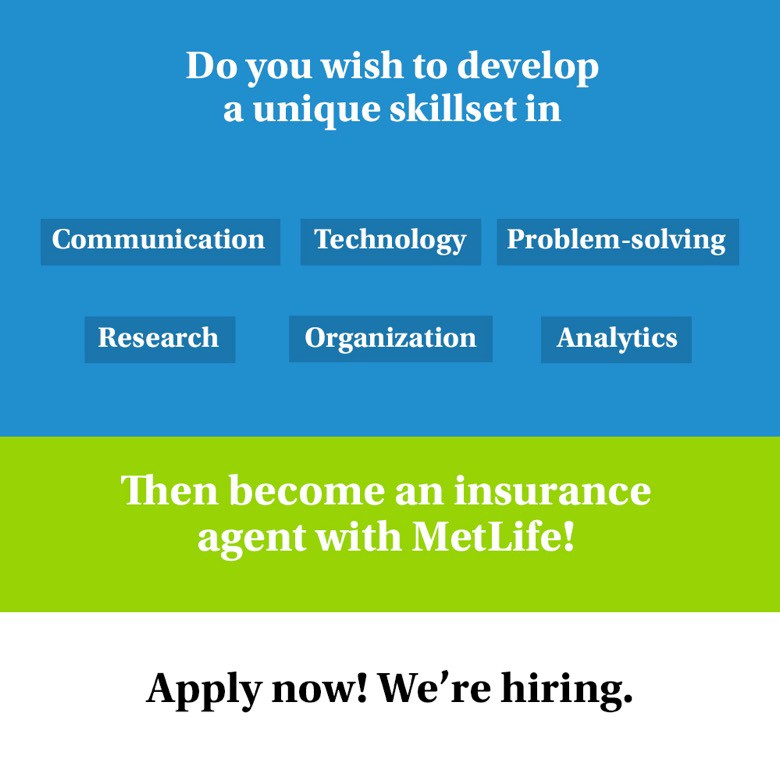 Do you wish to develop
a unique skillset in
Communication Technology Problem-solving
Research Organization Analytics
Then become an insurance
agent with MetLife!
Apply now! We’re hiring.